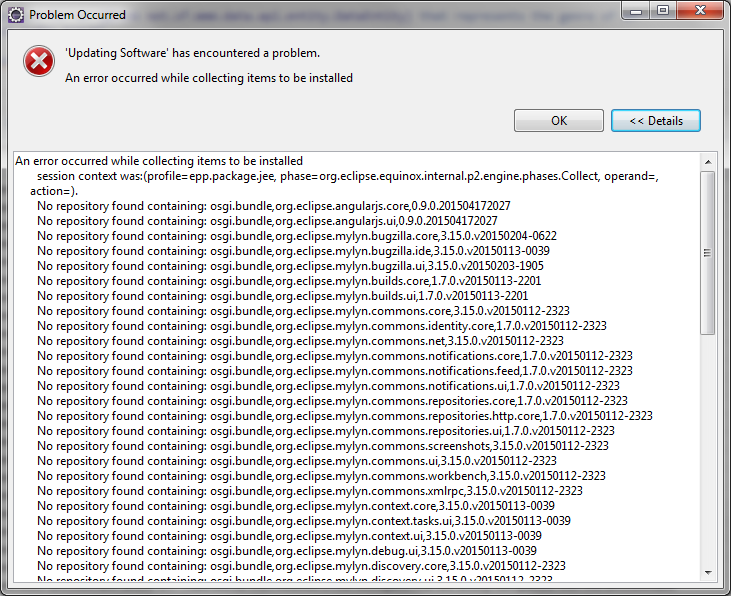 Problem Occurred
'Updating Software' has encountered a problem.
An error occurred while collecting items to be installed
OK
<< Details
An error occurred while collecting items to be installed
session context was:(profile=epp.package.jee, phase=org.eclipse.equinox.internal.p2.engine.phases.Collect, operand=,
action=).
No repository found containing: osgi.bundle,org.eclipse.angularjs.core,0.9.0.201504172027
No repository found containing: osgi.bundle,org.eclipse.angularjs.ui,0.9.0.201504172027
No repository found containing: osgi.bundle,org.eclipse.mylyn.bugzilla.core,3.15.0.v20150204-0622
No repository found containing: osgi.bundle,org.eclipse.mylyn.bugzilla.ide,3.15.0.v20150113-0039
No repository found containing: osgi.bundle,org.eclipse.mylyn.bugzilla.ui,3.15.0.v20150203-1905
No repository found containing: osgi.bundle,org.eclipse.mylyn.builds.core,1.7.0.v20150113-2201
No repository found containing: osgi.bundle,org.eclipse.mylyn.builds.ui,1.7.0.v20150113-2201
No repository found containing: osgi.bundle,org.eclipse.mylyn.commons.core,3.15.0.v20150112-2323
No repository found containing: osgi.bundle,org.eclipse.mylyn.commons.identity.core,1.7.0.v20150112-2323
No repository found containing: osgi.bundle,org.eclipse.mylyn.commons.net,3.15.0.v20150112-2323
No repository found containing: osgi.bundle,org.eclipse.mylyn.commons.notifications.core,1.7.0.v20150112-2323
No repository found containing: osgi.bundle,org.eclipse.mylyn.commons.notifications.feed,1.7.0.v20150112-2323
No repository found containing: osgi.bundle,org.eclipse.mylyn.commons.notifications.ui,1.7.0.v20150112-2323
No repository found containing: osgi.bundle,org.eclipse.mylyn.commons.repositories.core,1.7.0.v20150112-2323
No repository found containing: osgi.bundle,org.eclipse.mylyn.commons.repositories.http.core,1.7.0.v20150112-2323
No repository found containing: osgi.bundle,org.eclipse.mylyn.commons.repositories.ui,1.7.0.v20150112-2323
No repository found containing: osgi.bundle,org.eclipse.mylyn.commons.screenshots,3.15.0.v20150112-2323
No repository found containing: osgi.bundle,org.eclipse.mylyn.commons.ui,3.15.0.v20150112-2323
No repository found containing: osgi.bundle,org.eclipse.mylyn.commons.workbench,3.15.0.v20150112-2323
No repository found containing: osgi.bundle,org.eclipse.mylyn.commons.xmlrpc,3.15.0.v20150112-2323
No repository found containing: osgi.bundle,org.eclipse.mylyn.context.core,3.15.0.v20150113-0039
No repository found containing: osgi.bundle,org.eclipse.mylyn.context.tasks.ui,3.15.0.v20150113-0039
No repository found containing: osgi.bundle,org.eclipse.mylyn.context.ui,3.15.0.v20150113-0039
No repository found containing: osgi.bundle,org.eclipse.mylyn.debug.ui,3.15.0.v20150113-0039
No repository found containing: osgi.bundle,org.eclipse.mylyn.discovery.core,3.15.0.v20150112-2323
No repository found containing: osgi.bundle,org.eclipse.mylyn.discovery.ui,3.15.0.v20150112-2323